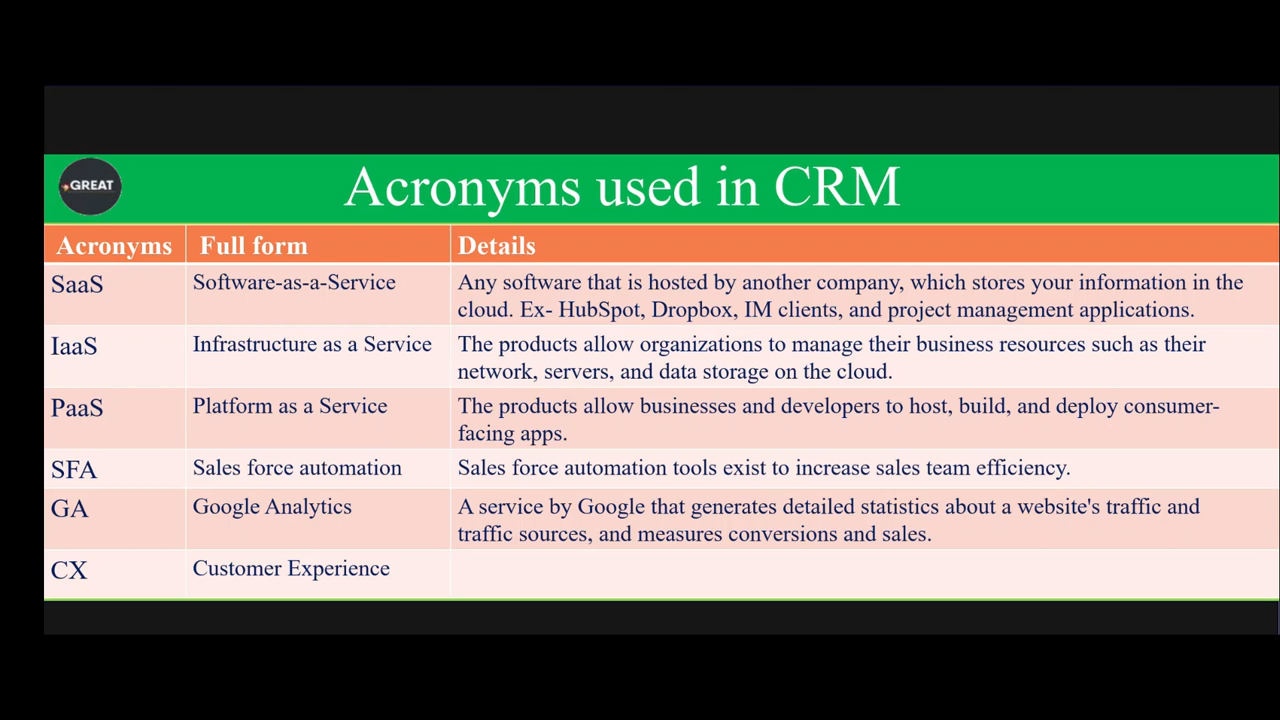 GREAT
Acronyms used in CRM
Acronyms Full form Details
SaaS Software-as-a-Service Any software that is hosted by another company, which stores your information in the
cloud. Ex- HubSpot, Dropbox, IM clients, and project management applications.
IaaS Infrastructure as a Service The products allow organizations to manage their business resources such as their
network, servers, and data storage on the cloud.
PaaS Platform as a Service The products allow businesses and developers to host, build, and deploy consumer-
facing apps.
SFA Sales force automation Sales force automation tools exist to increase sales team efficiency.
GA Google Analytics A service by Google that generates detailed statistics about a website's traffic and
traffic sources, and measures conversions and sales.
CX Customer Experience